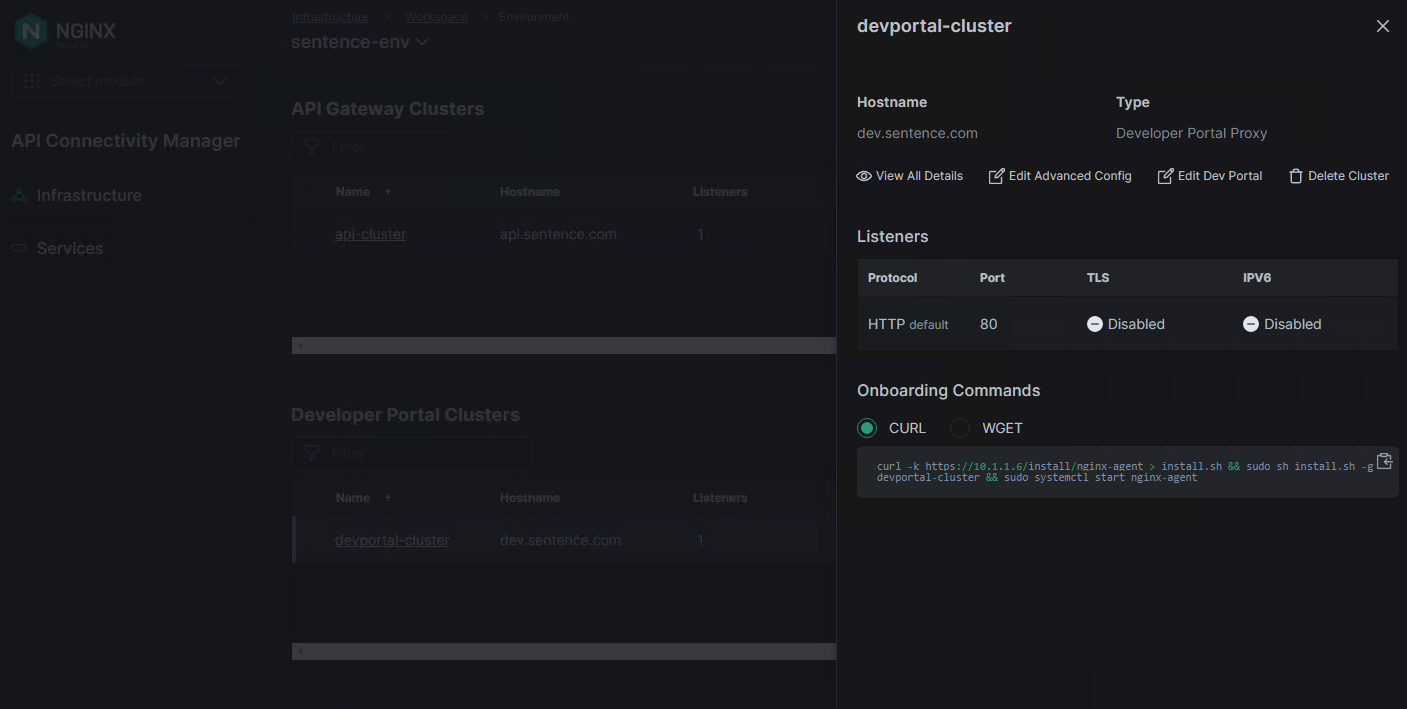 NGINX
Select module
API Connectivity Manager
Infrastructure
Services
Infrastructure > Workspace > Environment
sentence-env
API Gateway Clusters
Filter
Name Hostname Listeners
api-cluster api.sentence.com 1
Developer Portal Clusters
Filter
Name Hostname Listeners
devportal-cluster dev.sentence.com 1
devportal-cluster
Hostname Type
dev.sentence.com Developer Portal Proxy
View All Details Edit Advanced Config Edit Dev Portal Delete Cluster
Listeners
Protocol Port TLS IPV6
HTTP default 80 Disabled Disabled
Onboarding Commands
CURL WGET
curl -k https://10.1.1.6/install/nginx-agent > install.sh && sudo sh install.sh -g
devportal-cluster && sudo systemctl start nginx-agent